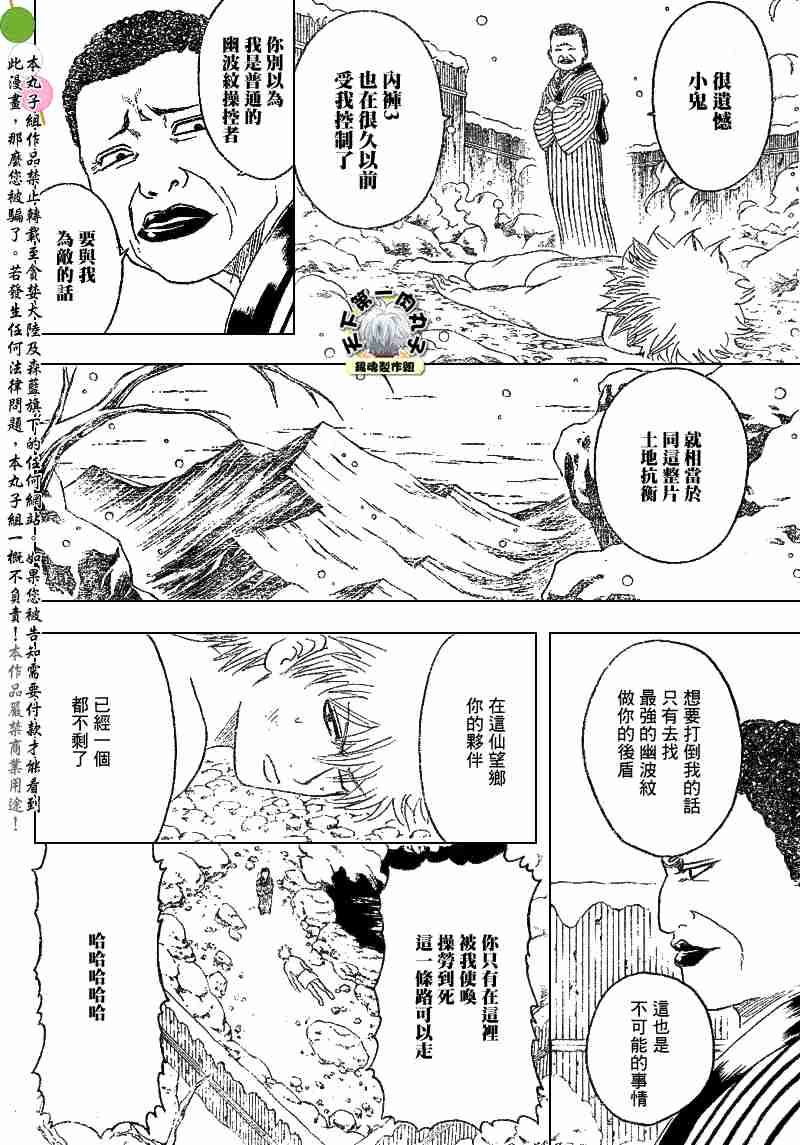 很遺憾
小鬼
內褲3
也在很久以前
受我控制了
你別以為
我是普通的
幽波紋操控者
要與我
為敵的話
天下第一肉丸子
銀魂製作組
就相當於
同這整片
土地抗衡
想要打倒我的話
只有去找
最強的幽波紋
做你的後盾
這也是
不可能的事情
在這仙望鄉
你的夥伴
已經一個
都不剩了
你只有在這裡
被我使喚
操勞到死
這一條路可以走
哈哈哈哈哈
本丸子組作品禁止轉載至貪婪大陸及森藍旗下的任何網站。如果您被告知需要付款才能看到
此漫畫，那麼您被騙了。若發生任何法律問題，本丸子組一概不負責！本作品嚴禁商業用途！